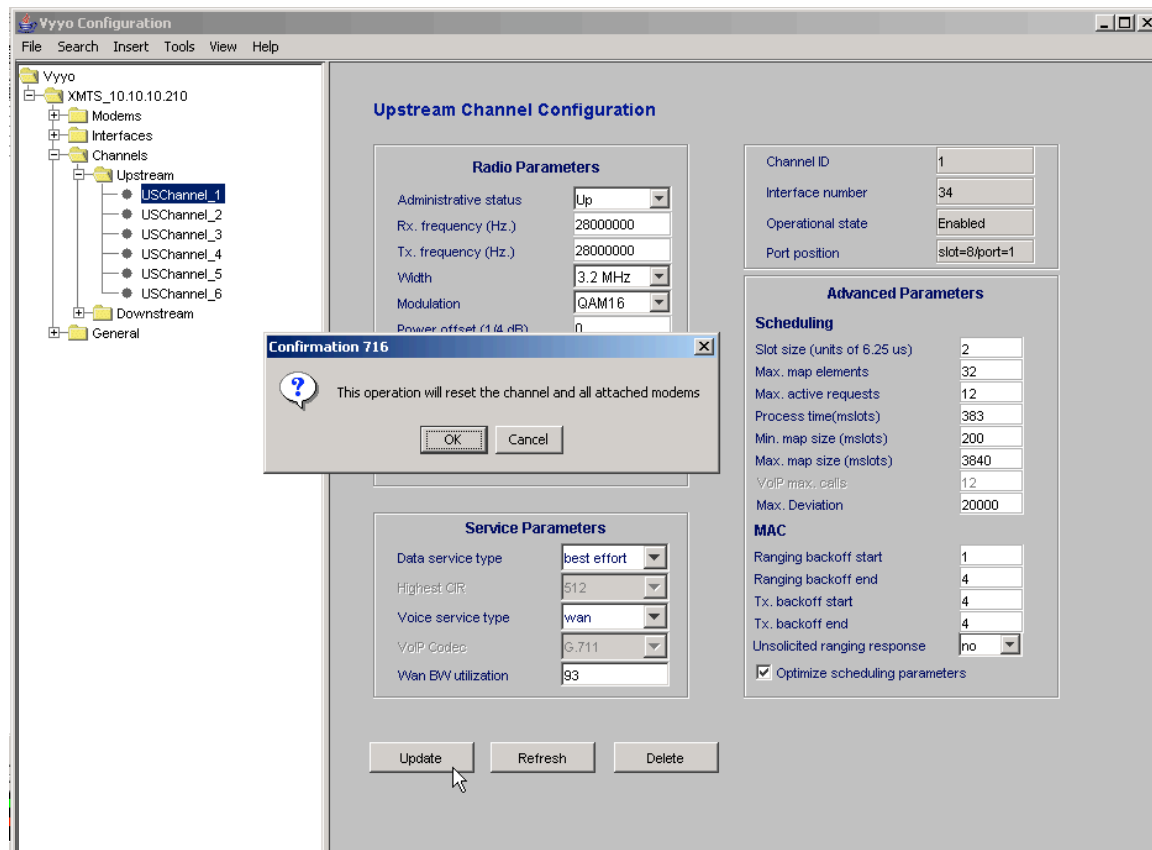 Vyyo Configuration
File Search Insert Tools View Help
Vyyo
XMTS_10.10.10.210
Modems
Interfaces
Channels
Upstream
USChannel_1
USChannel_2
USChannel_3
USChannel_4
USChannel_5
USChannel_6
Downstream
General
Upstream Channel Configuration
Radio Parameters
Administrative status Up
Rx. frequency (Hz.) 28000000
Tx. frequency (Hz.) 28000000
Width 3.2 MHz
Modulation QAM16
Power offset (1/4 dB) 0
Channel ID 1
Interface number 34
Operational state Enabled
Port position slot=8/port=1
Confirmation 716
This operation will reset the channel and all attached modems
OK Cancel
Service Parameters
Data service type best effort
Highest CIR 512
Voice service type wan
VoIP Codec G.711
Wan BW utilization 93
Advanced Parameters
Scheduling
Slot size (units of 6.25 us) 2
Max. map elements 32
Max. active requests 12
Process time(mslots) 383
Min. map size (mslots) 200
Max. map size (mslots) 3840
VoIP max. calls 12
Max. Deviation 20000
MAC
Ranging backoff start 1
Ranging backoff end 4
Tx. backoff start 4
Tx. backoff end 4
Unsolicited ranging response no
Optimize scheduling parameters
Update Refresh Delete